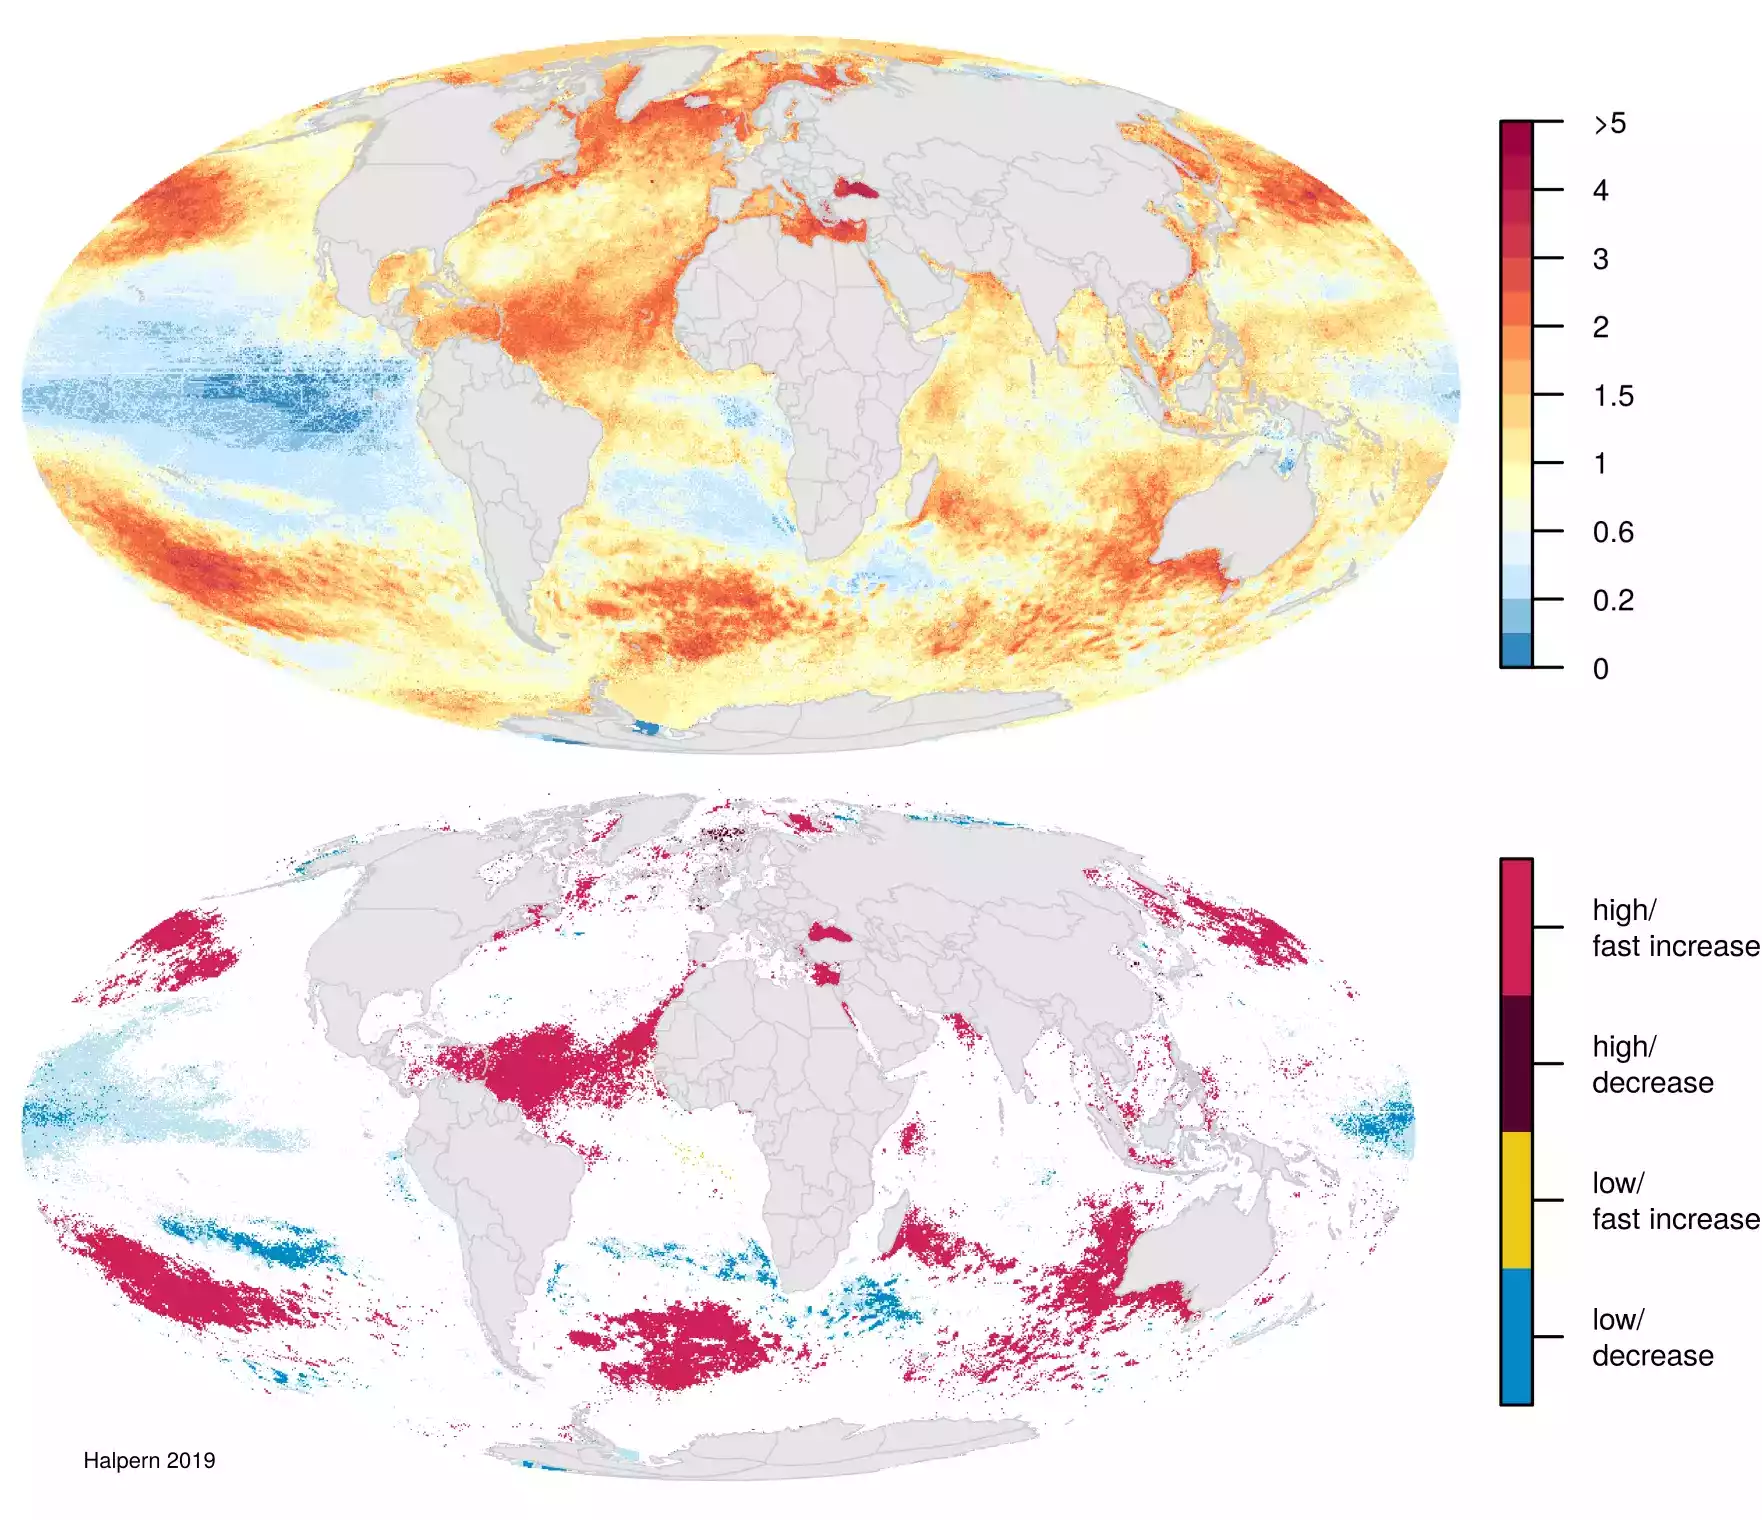 >5
4
3
2
1.5
1
0.6
0.2
0
high/
fast increase
high/
decrease
low/
fast increase
low/
decrease
Halpern 2019